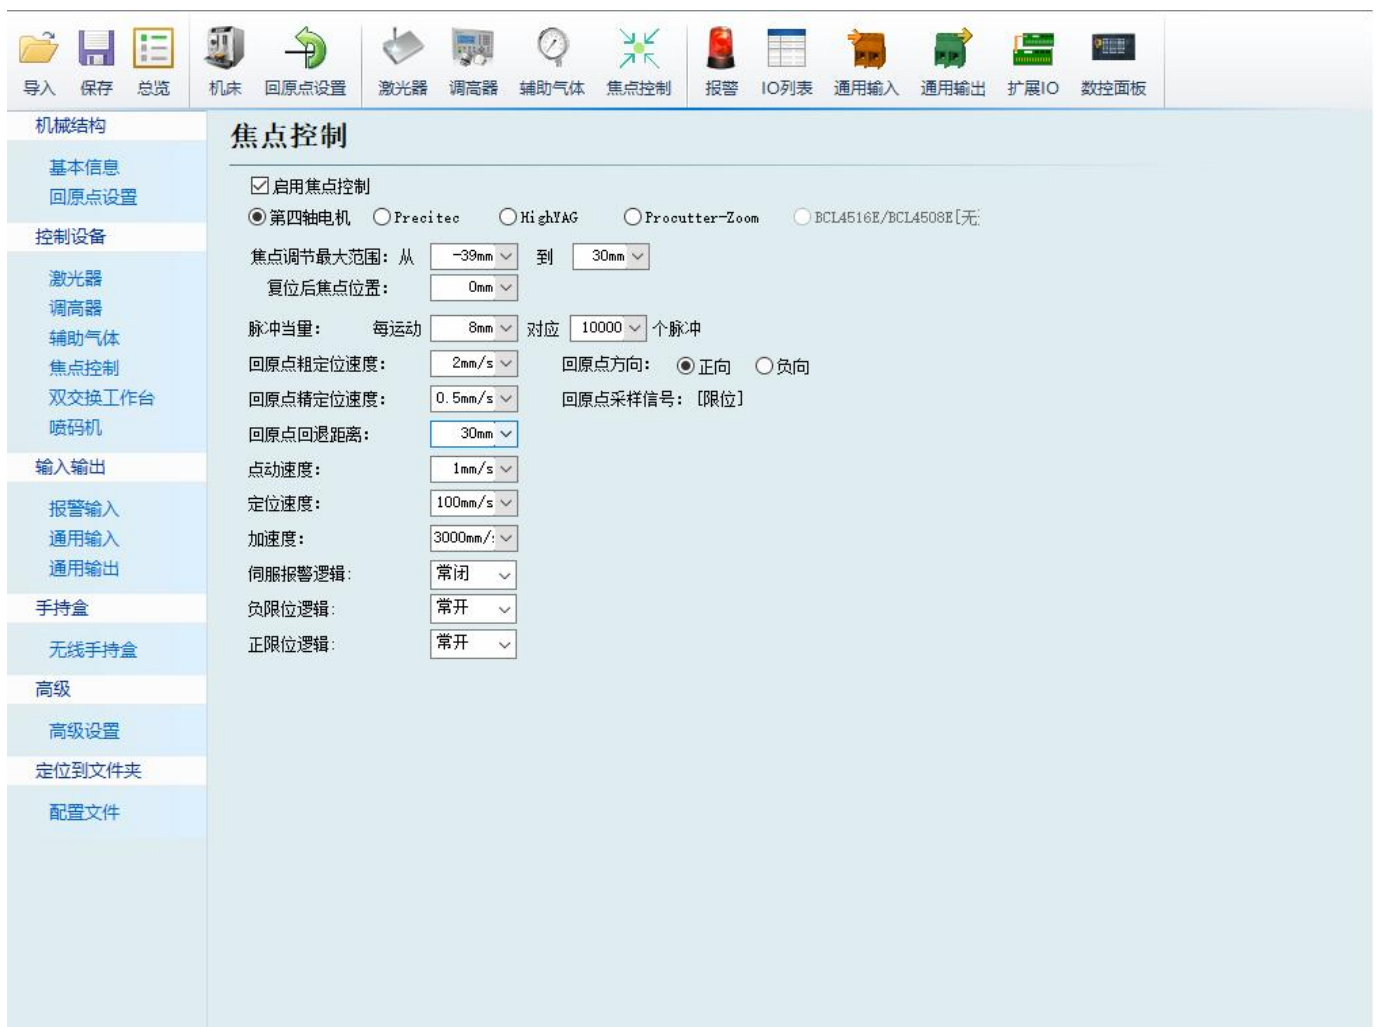 导入 保存 总览 机床 回原点设置 激光器 调高器 辅助气体 焦点控制 报警 IO列表 通用输入 通用输出 扩展IO 数控面板
机械结构
基本信息
回原点设置
控制设备
激光器
调高器
辅助气体
焦点控制
双交换工作台
喷码机
输入输出
报警输入
通用输入
通用输出
手持盒
无线手持盒
高级
高级设置
定位到文件夹
配置文件
焦点控制
启用焦点控制
第四轴电机 Precitec HighYAG Procutter-Zoom BCL4516E/BCL4508E[无
焦点调节最大范围: 从 -39mm 到 30mm
复位后焦点位置: 0mm
脉冲当量: 每运动 8mm 对应 10000 个脉冲
回原点粗定位速度: 2mm/s 回原点方向: 正向 负向
回原点精定位速度: 0.5mm/s 回原点采样信号: [限位]
回原点回退距离: 30mm
点动速度: 1mm/s
定位速度: 100mm/s
加速度: 3000mm/
伺服报警逻辑: 常闭
负限位逻辑: 常开
正限位逻辑: 常开